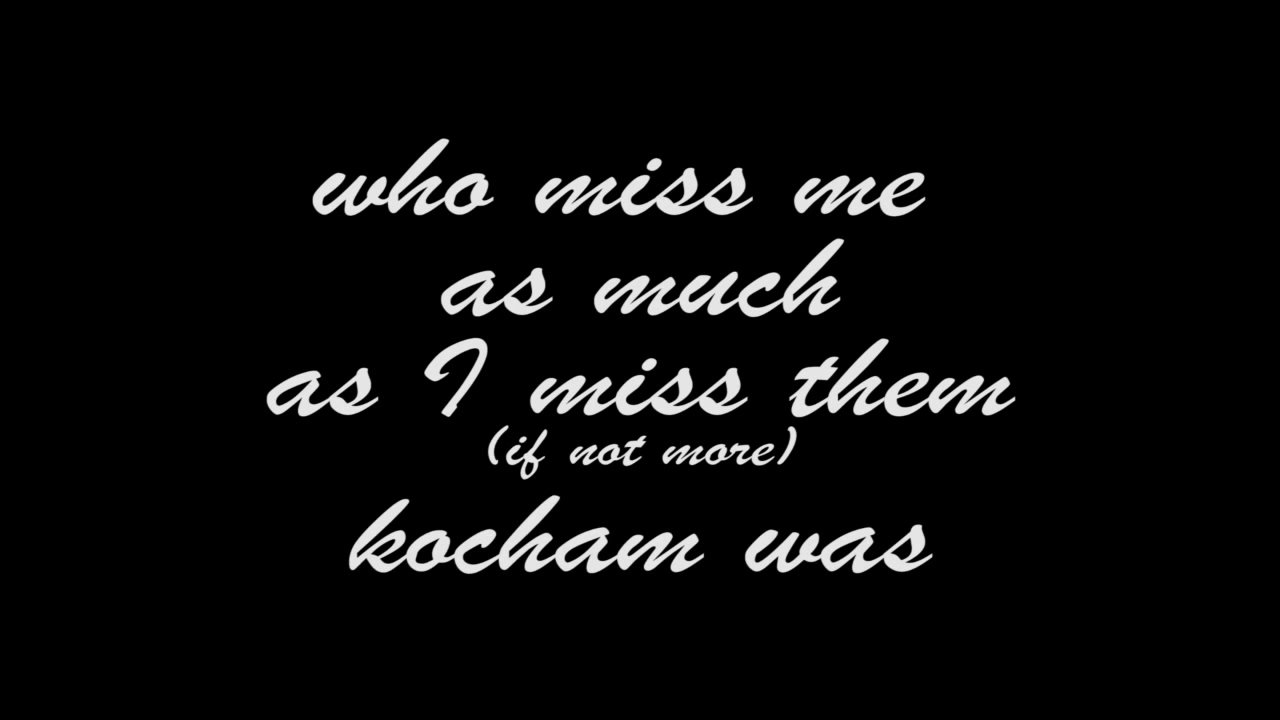 who miss me
as much
as I miss them
(if not more)
kocham was